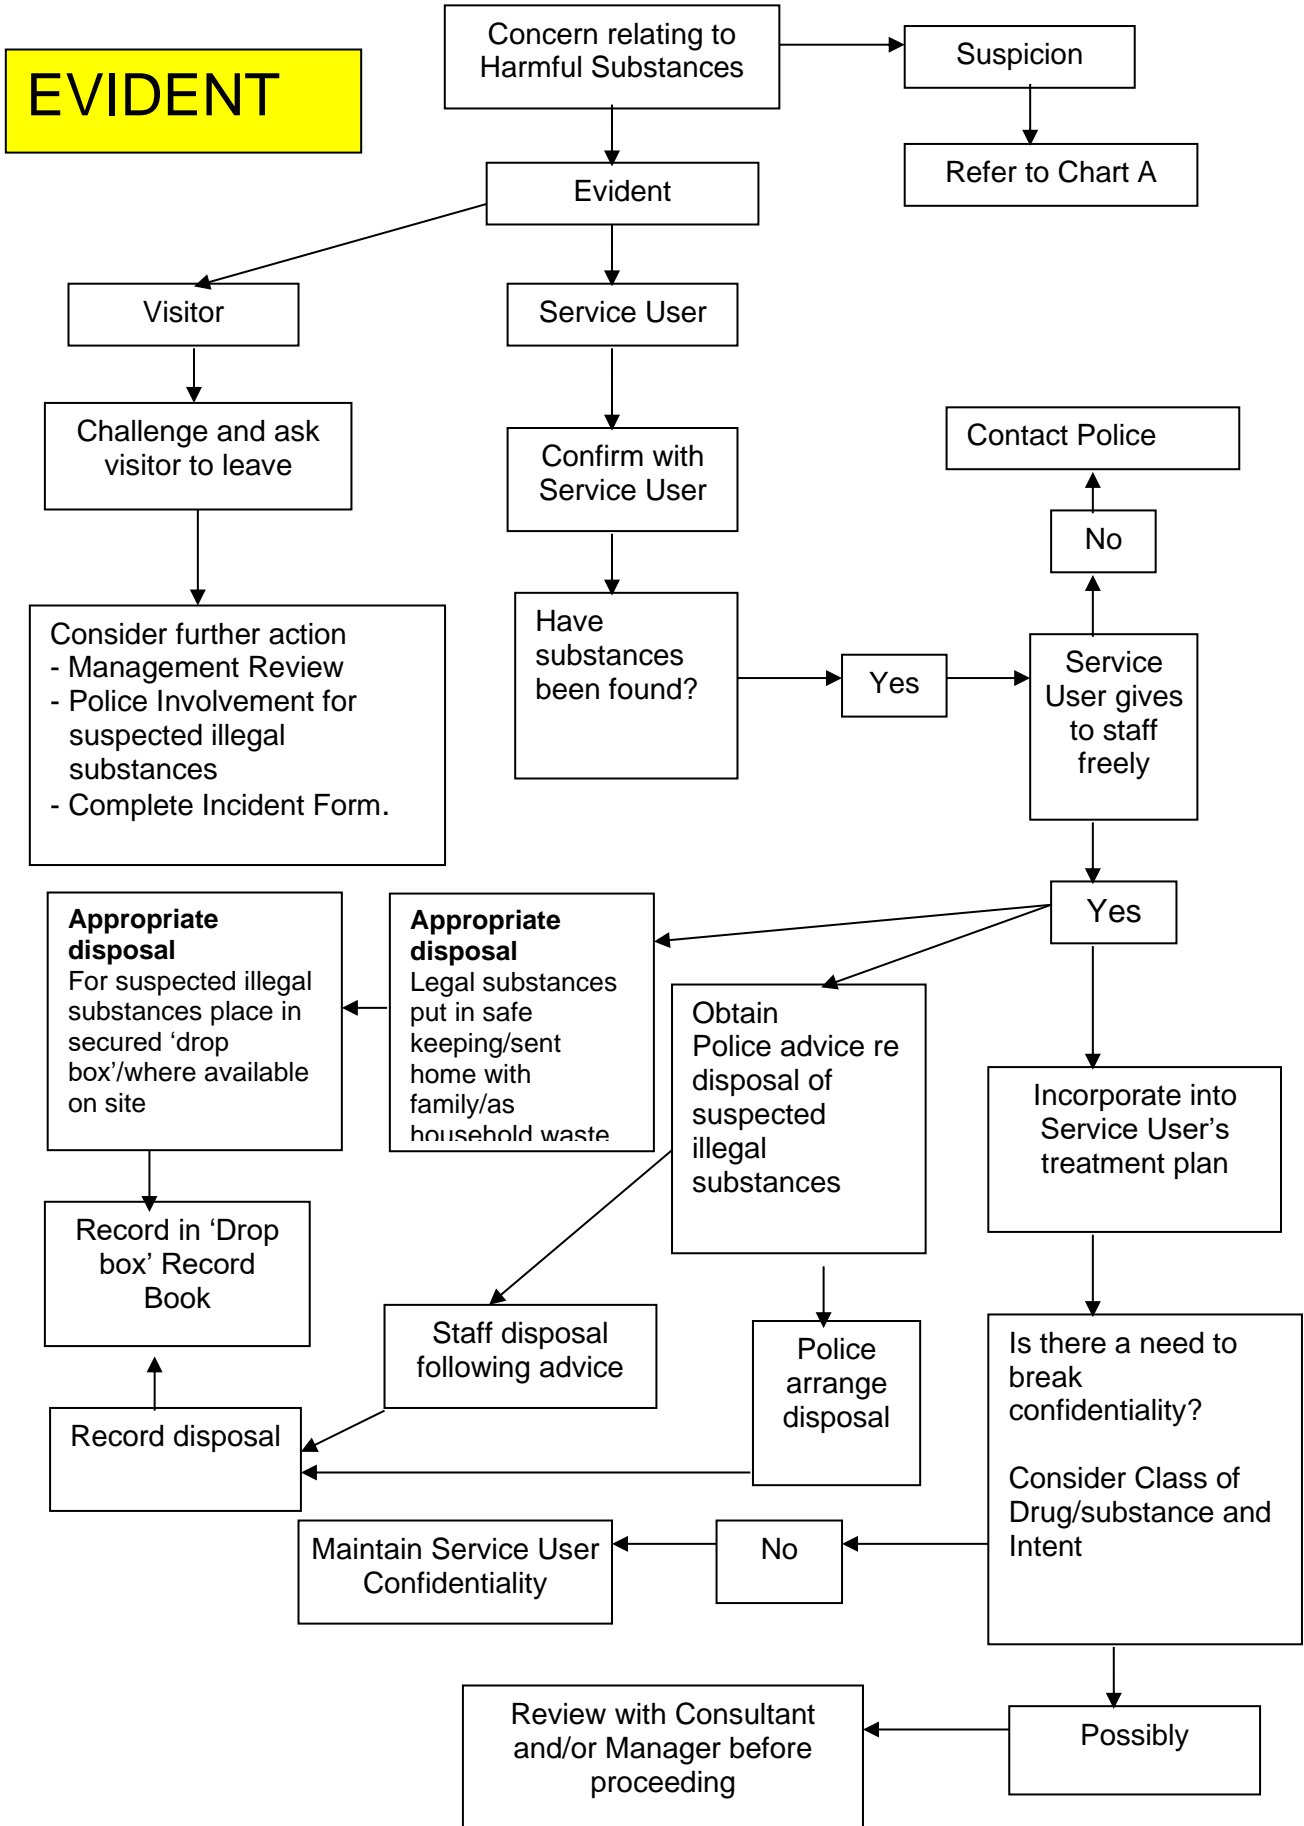 EVIDENT
Concern relating to
Harmful Substances
Suspicion
Refer to Chart A
Evident
Visitor
Service User
Challenge and ask
visitor to leave
Confirm with
Service User
Contact Police
No
Consider further action
- Management Review
- Police Involvement for
suspected illegal
substances
- Complete Incident Form.
Have
substances
been found?
Yes
Service
User gives
to staff
freely
Yes
Appropriate
disposal
For suspected illegal
substances place in
secured ‘drop
box’/where available
on site
Appropriate
disposal
Legal substances
put in safe
keeping/sent
home with
family/as
household waste
Obtain
Police advice re
disposal of
suspected
illegal
substances
Incorporate into
Service User’s
treatment plan
Record in ‘Drop
box’ Record
Book
Staff disposal
following advice
Police
arrange
disposal
Is there a need to
break
confidentiality?
Consider Class of
Drug/substance and
Intent
Record disposal
Maintain Service User
Confidentiality
No
Review with Consultant
and/or Manager before
proceeding
Possibly